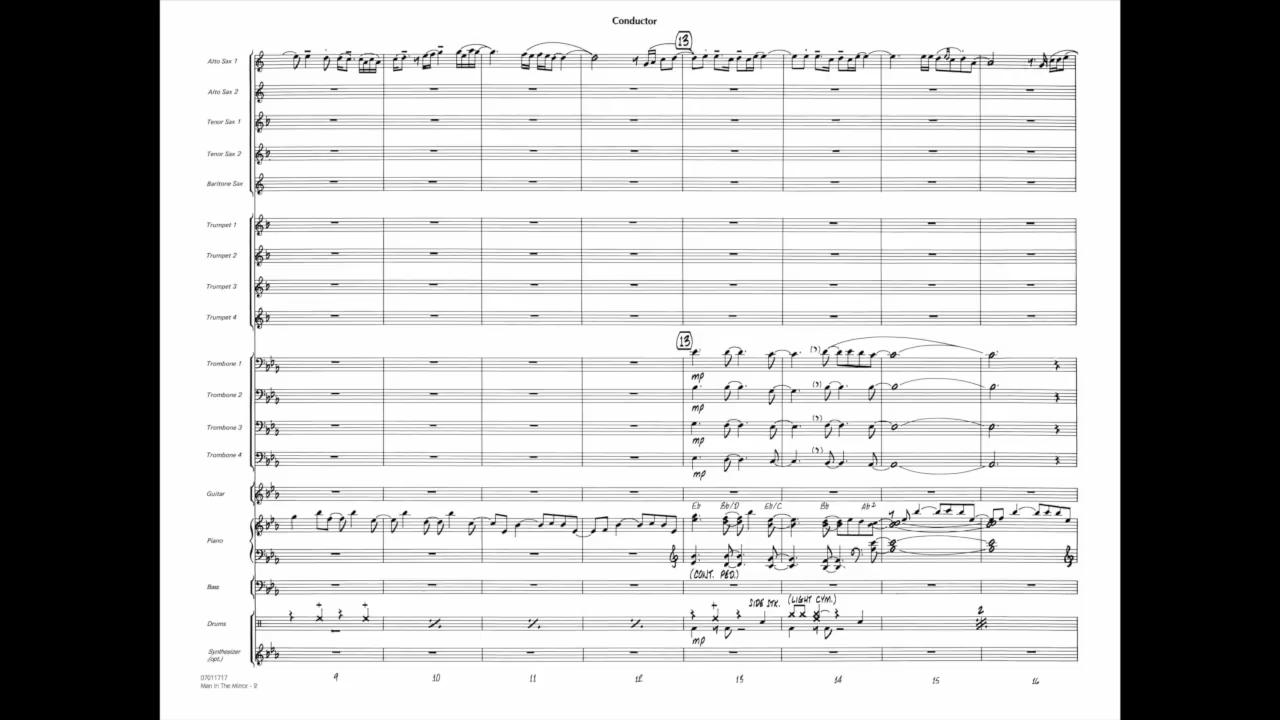 Conductor
13
Alto Sax 1
Alto Sax 2
Tenor Sax 1
Tenor Sax 2
Baritone Sax
Trumpet 1
Trumpet 2
Trumpet 3
Trumpet 4
13
Trombone 1
mp
Trombone 2
mp
Trombone 3
mp
Trombone 4
mp
Guitar
Eb Bb/D Eb/C Bb Ab2
Piano
(CONT. PED.)
Bass
SIDE STK. (LIGHT CYM.)
2
Drums
mp
Synthesizer
(opt.)
07011717
Man In The Mirror - 2
9 10 11 12 13 14 15 16